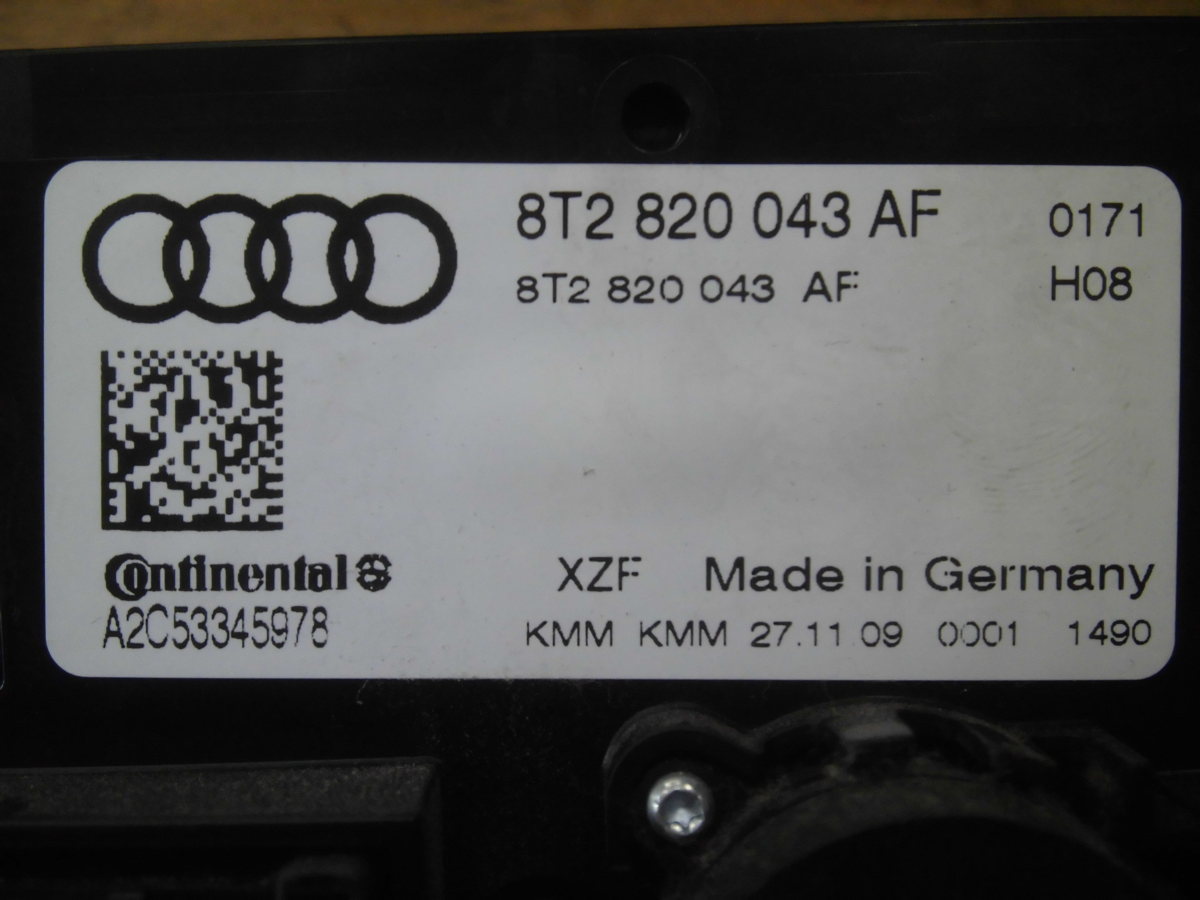 8T2 820 043 AF 0171
8T2 820 043 AF H08
Continental
XZF Made in Germany
A2C53345978
KMM KMM 27.11.09 0001 1490